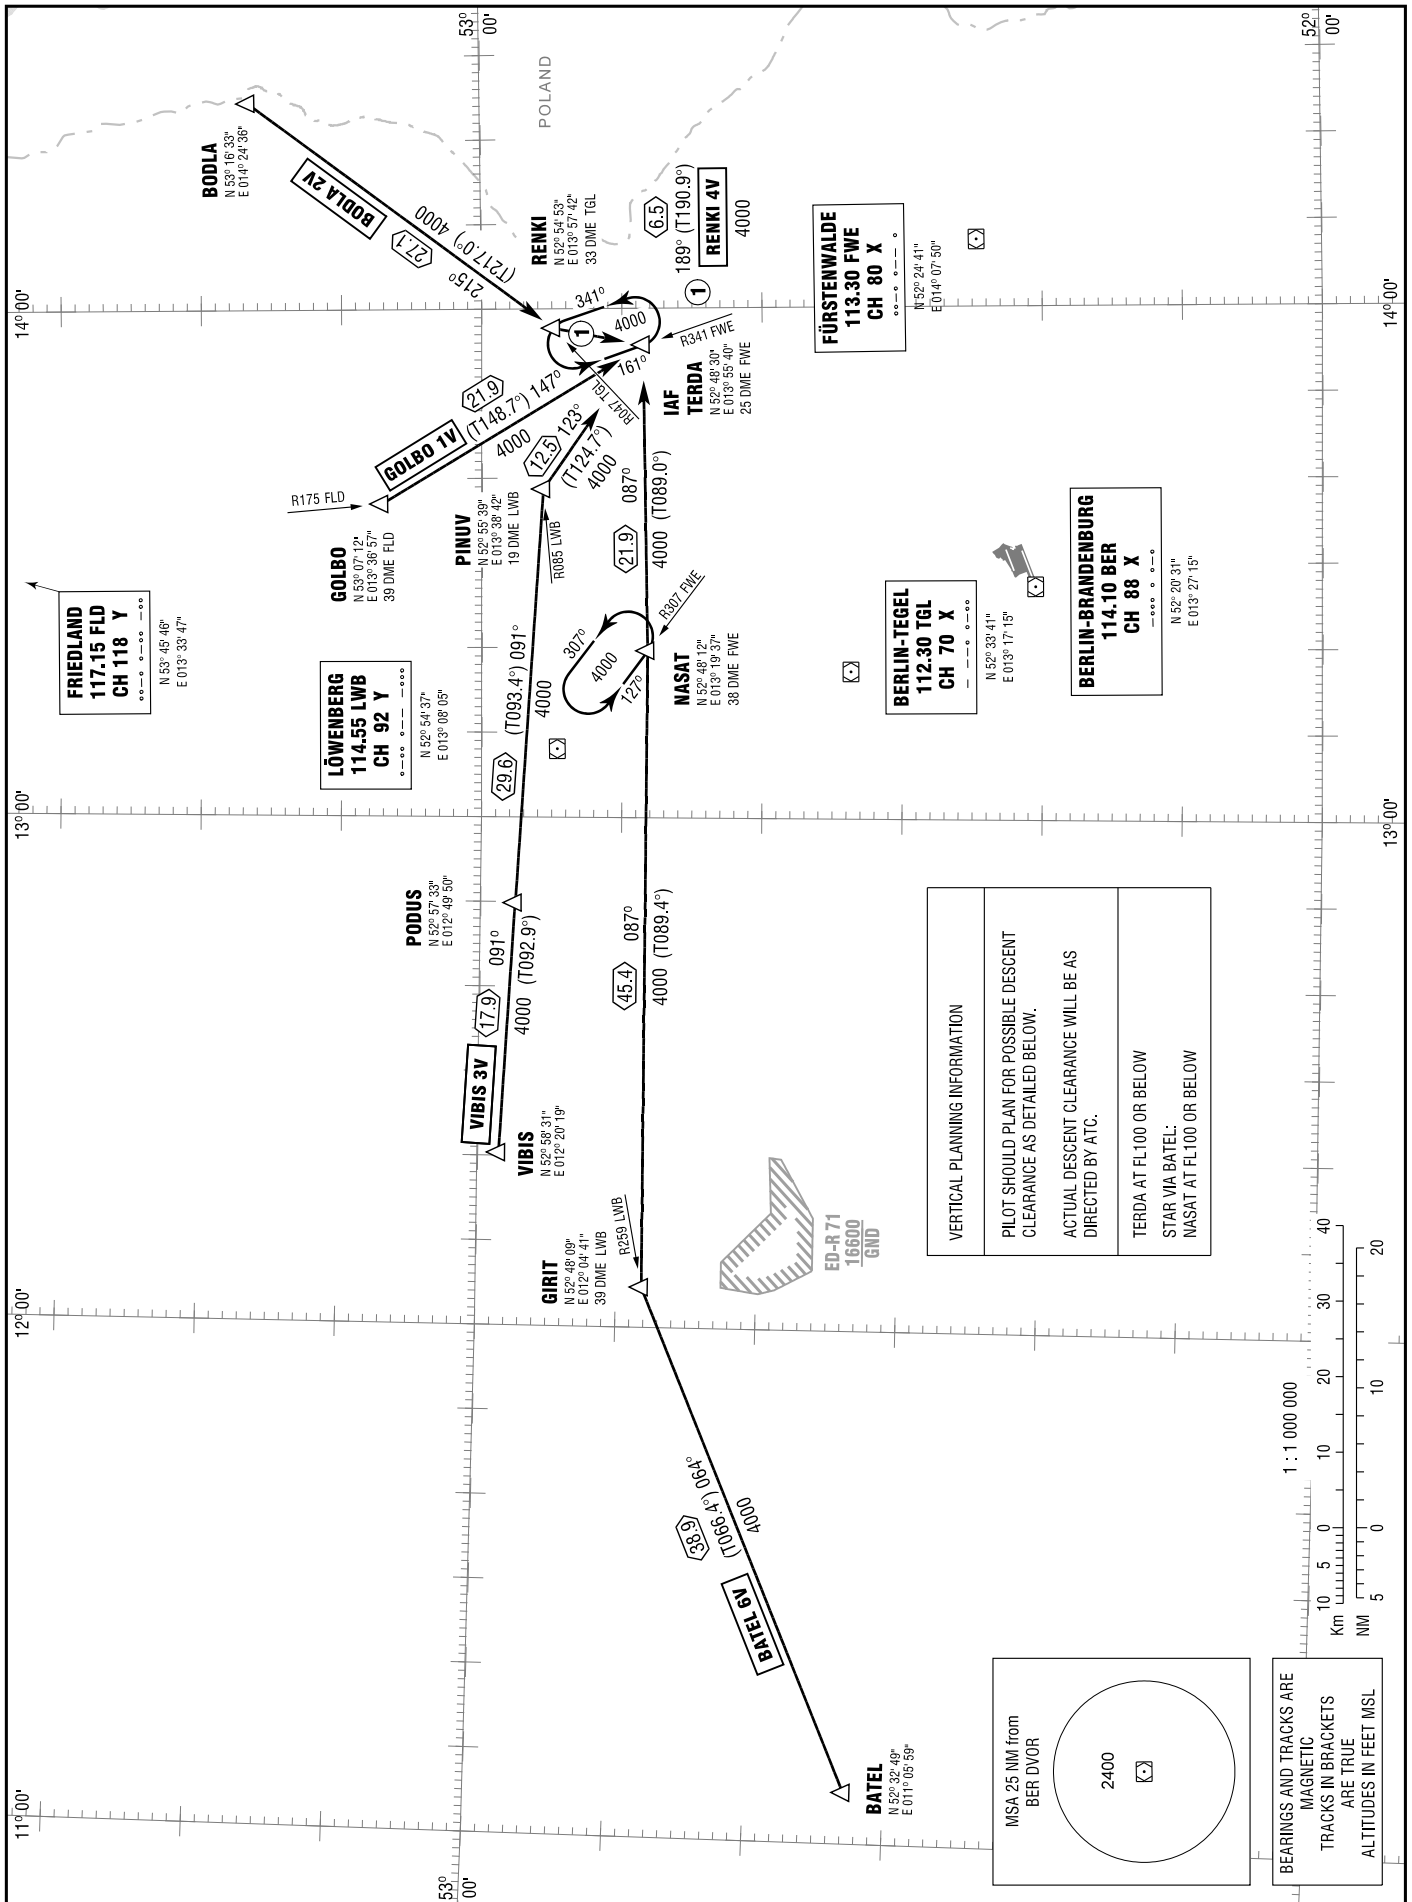 11° 00'
12° 00'
13° 00'
14° 00'
53°
00'
53°
00'
52°
00'
13° 00'
14° 00'
POLAND
FRIEDLAND
117.15 FLD
CH 118 Y
N 53° 45' 46"
E 013° 33' 47"
LÖWENBERG
114.55 LWB
CH 92 Y
N 52° 54' 37"
E 013° 08' 05"
BODLA
N 53° 16' 33"
E 014° 24' 36"
BODLA 2V
27.1
215°
(T217.0°) 4000
GOLBO
N 53° 07' 12"
E 013° 36' 57"
39 DME FLD
R175 FLD
GOLBO 1V
21.9
(T148.7°) 147°
4000
RENKI
N 52° 54' 53"
E 013° 57' 42"
33 DME TGL
R047 TGL
1
341°
4000
161°
R341 FWE
1
6.5
189° (T190.9°)
RENKI 4V
4000
IAF
TERDA
N 52° 48' 30"
E 013° 55' 40"
25 DME FWE
PINUV
N 52° 55' 39"
E 013° 38' 42"
19 DME LWB
R085 LWB
12.5
123°
(T124.7°)
4000
PODUS
N 52° 57' 33"
E 012° 49' 50"
29.6
(T093.4°) 091°
4000
VIBIS 3V
17.9
091°
4000 (T092.9°)
VIBIS
N 52° 58' 31"
E 012° 20' 19"
307°
4000
127°
R307 FWE
NASAT
N 52° 48' 12"
E 013° 19' 37"
38 DME FWE
21.9
087°
4000 (T089.0°)
45.4
087°
4000 (T089.4°)
GIRIT
N 52° 48' 09"
E 012° 04' 41"
39 DME LWB
R259 LWB
38.9
(T066.4°) 064°
4000
BATEL 6V
BATEL
N 52° 32' 49"
E 011° 05' 59"
ED-R 71
16600
GND
FÜRSTENWALDE
113.30 FWE
CH 80 X
N 52° 24' 41"
E 014° 07' 50"
BERLIN-TEGEL
112.30 TGL
CH 70 X
N 52° 33' 41"
E 013° 17' 15"
BERLIN-BRANDENBURG
114.10 BER
CH 88 X
N 52° 20' 31"
E 013° 27' 15"
VERTICAL PLANNING INFORMATION
PILOT SHOULD PLAN FOR POSSIBLE DESCENT
CLEARANCE AS DETAILED BELOW.
ACTUAL DESCENT CLEARANCE WILL BE AS
DIRECTED BY ATC.
TERDA AT FL100 OR BELOW
STAR VIA BATEL:
NASAT AT FL100 OR BELOW
MSA 25 NM from
BER DVOR
2400
1 : 1 000 000
Km 10 5 0 10 20 30 40
NM 5 0 10 20
BEARINGS AND TRACKS ARE
MAGNETIC
TRACKS IN BRACKETS
ARE TRUE
ALTITUDES IN FEET MSL